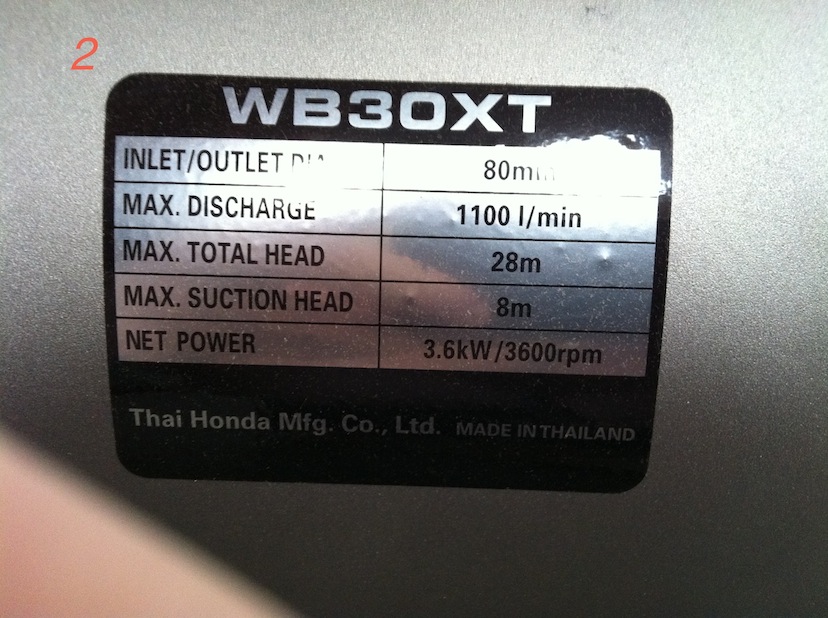 2
WB30XT
INLET/OUTLET
MAX. DISCHARGE 1100 l/min
MAX. TOTAL HEAD 28m
MAX. SUCTION HEAD 8m
NET POWER 3.6kW/3600rpm
Thai Honda Mfg. Co., Ltd. MADE IN THAILAND